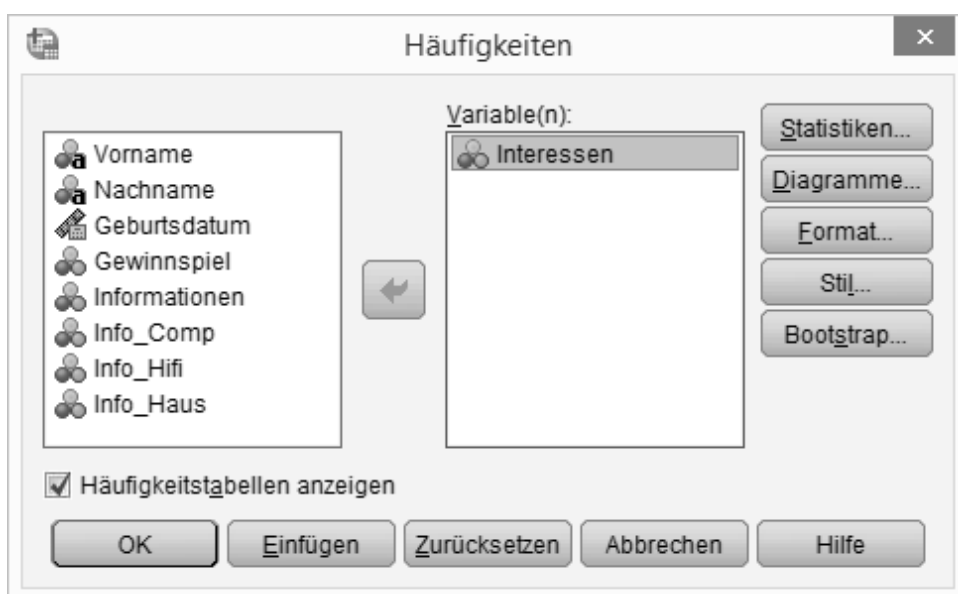 Häufigkeiten
Vorname
Nachname
Geburtsdatum
Gewinnspiel
Informationen
Info_Comp
Info_Hifi
Info_Haus
Variable(n):
Interessen
Statistiken...
Diagramme...
Format...
Stil...
Bootstrap...
Häufigkeitstabellen anzeigen
OK
Einfügen
Zurücksetzen
Abbrechen
Hilfe